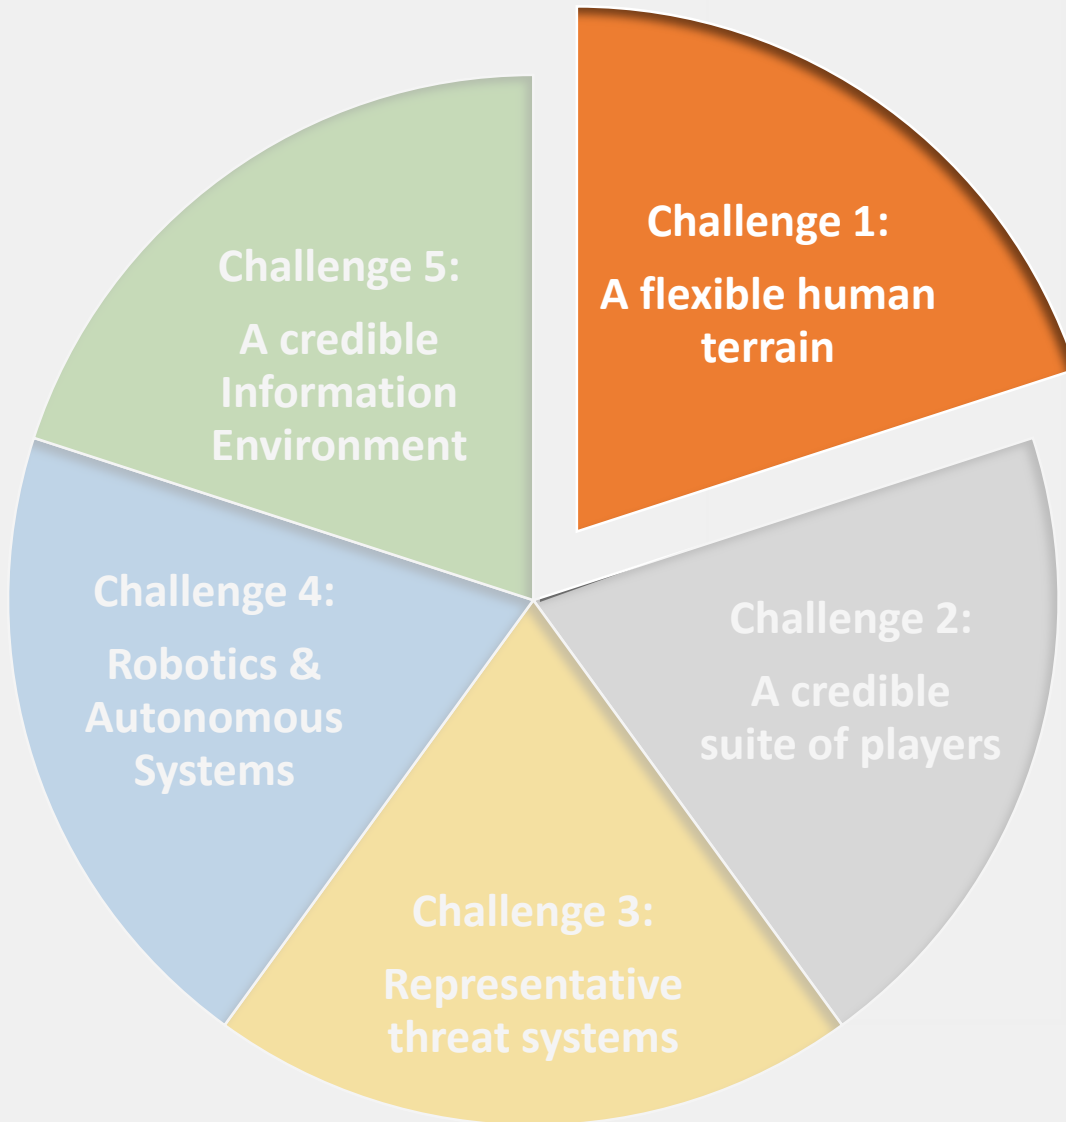 Challenge 1:
A flexible human
terrain
Challenge 2:
A credible
suite of players
Challenge 3:
Representative
threat systems
Challenge 4:
Robotics &
Autonomous
Systems
Challenge 5:
A credible
Information
Environment